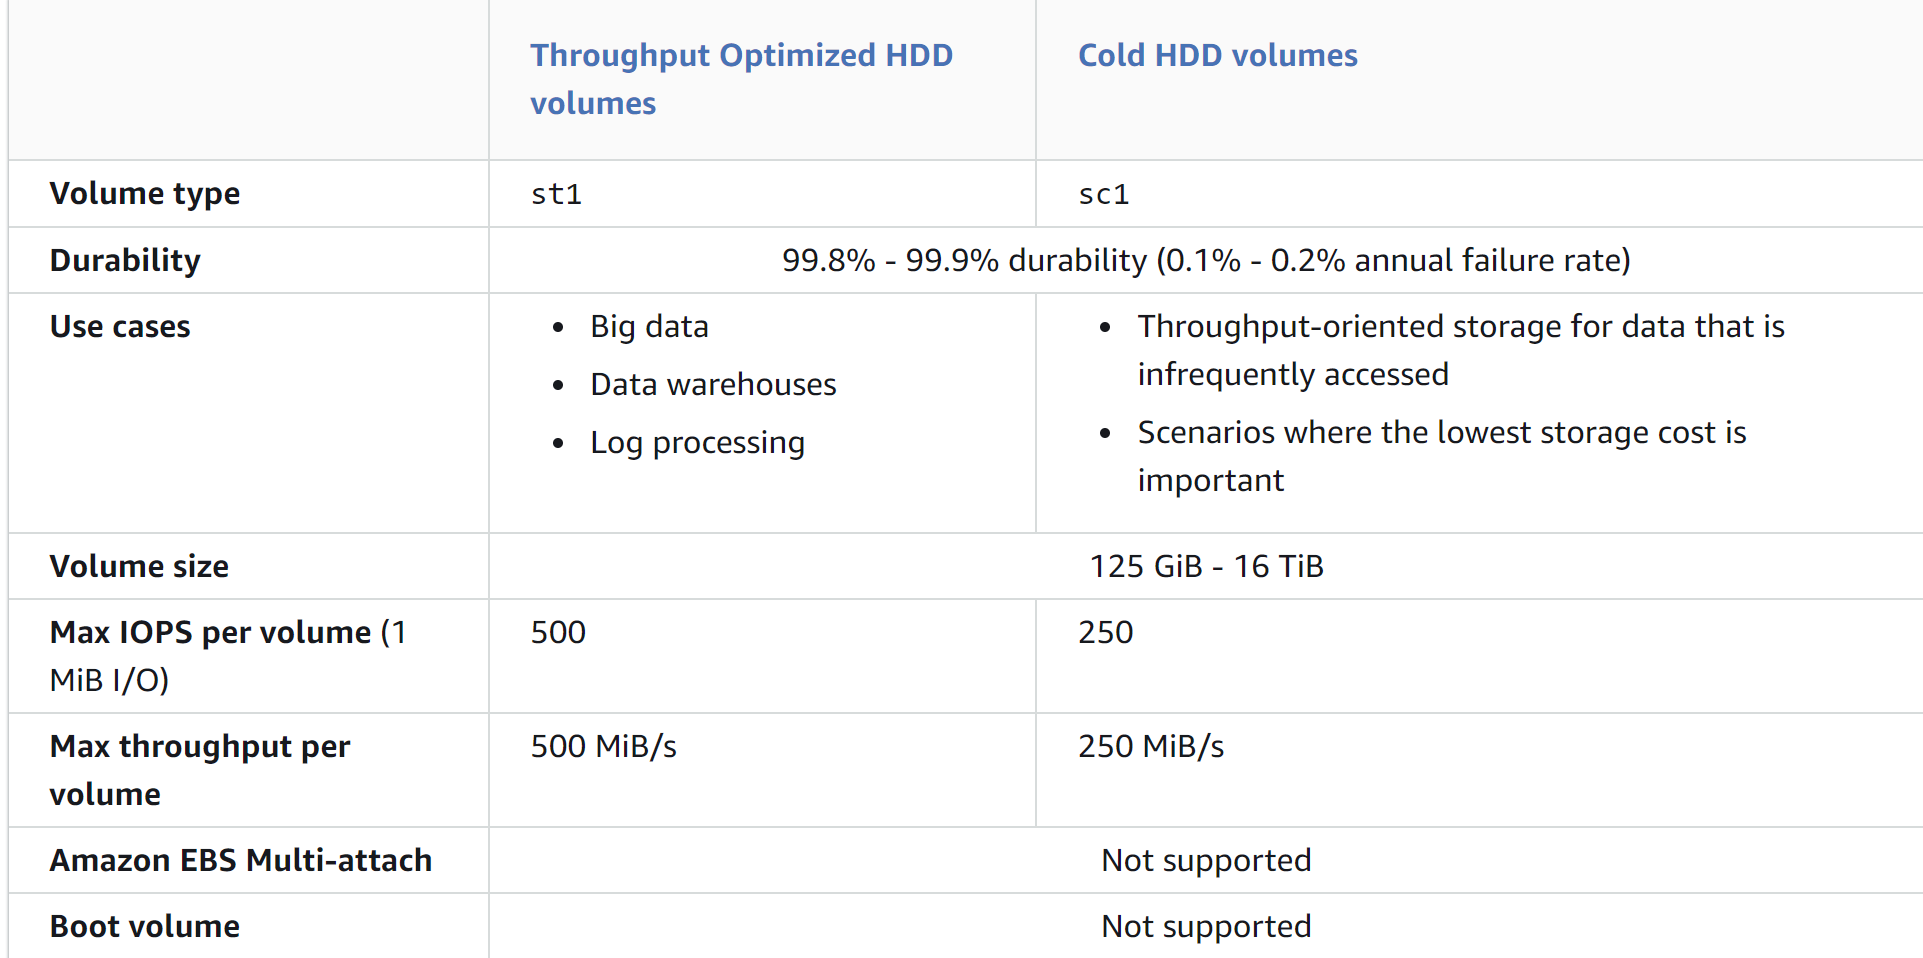 Throughput Optimized HDD
volumes
Cold HDD volumes
Volume type
st1
sc1
Durability
99.8% - 99.9% durability (0.1% - 0.2% annual failure rate)
Use cases
• Big data
• Data warehouses
• Log processing
• Throughput-oriented storage for data that is
infrequently accessed
• Scenarios where the lowest storage cost is
important
Volume size
125 GiB - 16 TiB
Max IOPS per volume (1
MiB I/O)
500
250
Max throughput per
volume
500 MiB/s
250 MiB/s
Amazon EBS Multi-attach
Not supported
Boot volume
Not supported